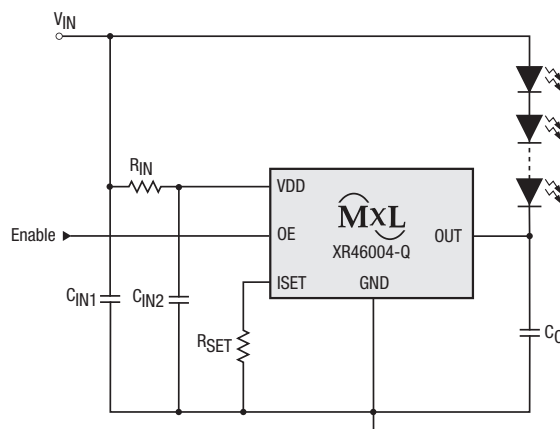 VIN
RIN
VDD
MXL
XR46004-Q
Enable
OE
OUT
ISET
GND
CIN1
CIN2
RSET